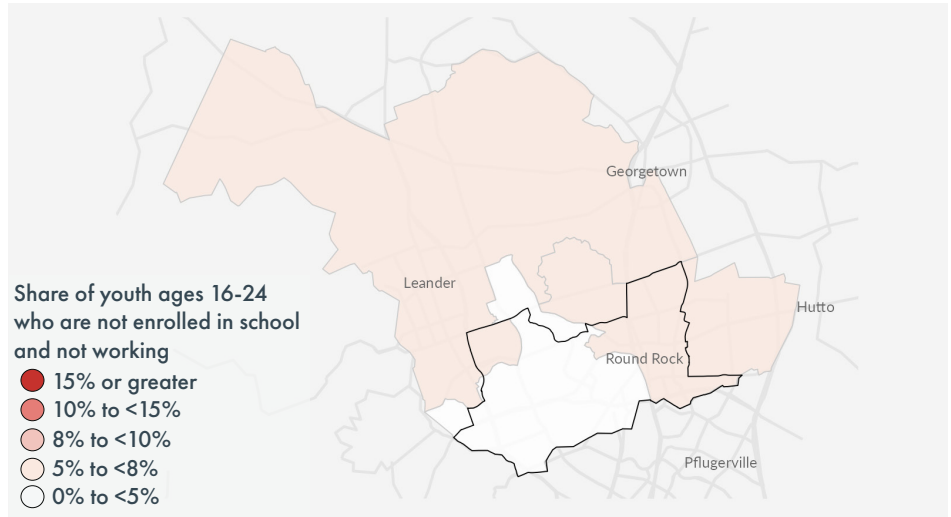 Georgetown
Leander
Hutto
Round Rock
Pflugerville
Share of youth ages 16-24
who are not enrolled in school
and not working
15% or greater
10% to <15%
8% to <10%
5% to <8%
0% to <5%